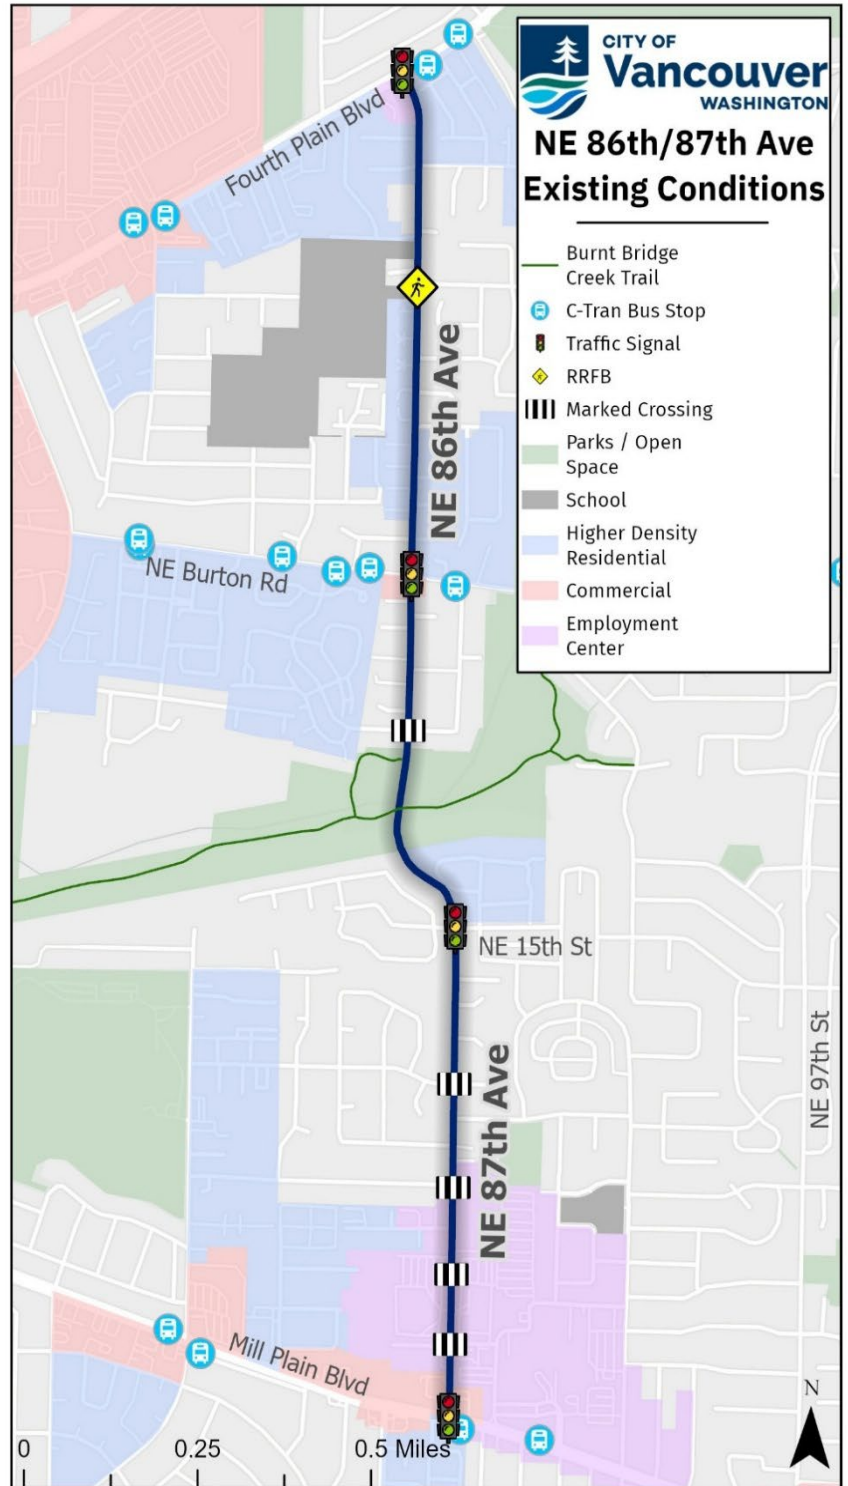 CITY OF
Vancouver
WASHINGTON
NE 86th/87th Ave
Existing Conditions
Burnt Bridge
Creek Trail
C-Tran Bus Stop
Traffic Signal
RRFB
Marked Crossing
Parks / Open
Space
School
Higher Density
Residential
Commercial
Employment
Center
Fourth Plain Blvd
NE 86th Ave
NE Burton Rd
NE 15th St
NE 87th Ave
NE 97th St
Mill Plain Blvd
N
0 0.25 0.5 Miles